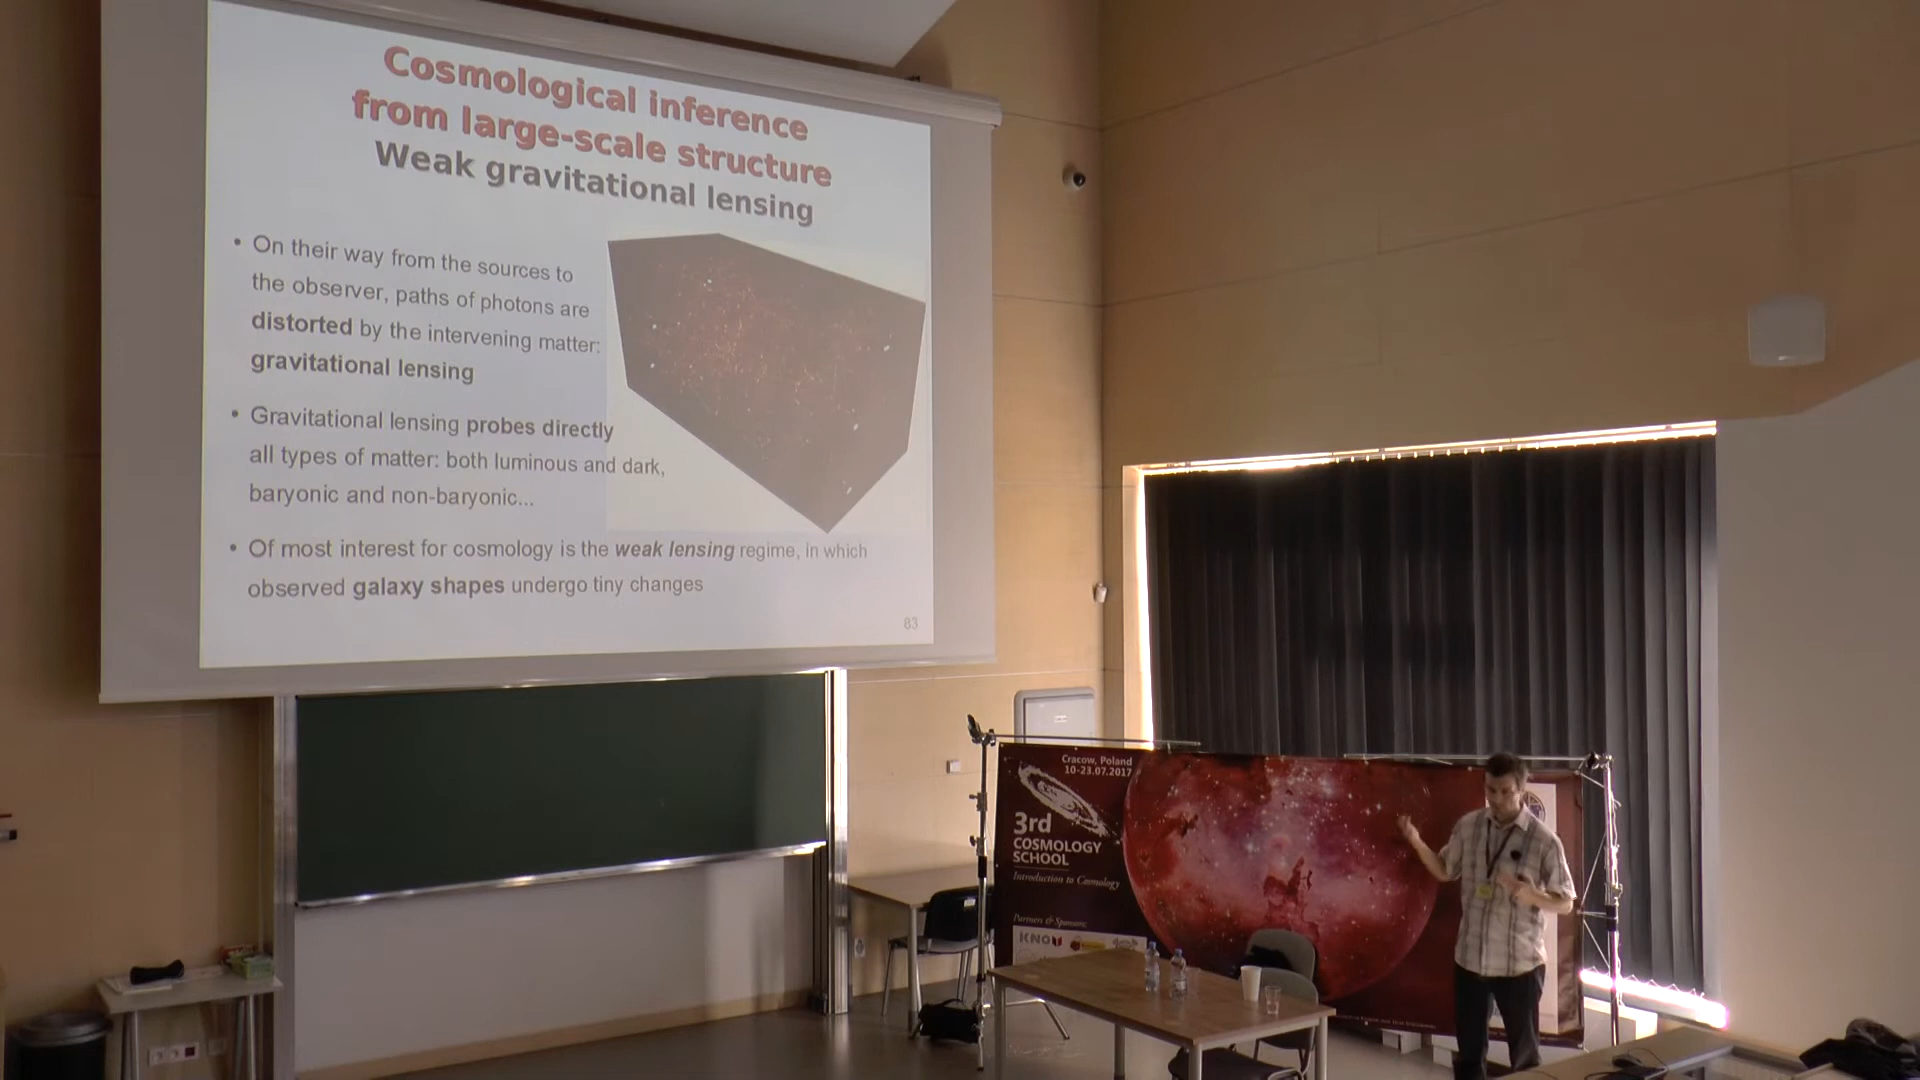 Cosmological inference
from large-scale structure
Weak gravitational lensing
• On their way from the sources to
the observer, paths of photons are
distorted by the intervening matter:
gravitational lensing
• Gravitational lensing probes directly
all types of matter: both luminous and dark,
baryonic and non-baryonic...
• Of most interest for cosmology is the weak lensing regime, in which
observed galaxy shapes undergo tiny changes
83
Cracow, Poland
10-23.07.2017
3rd
COSMOLOGY
SCHOOL
Introduction to Cosmology
Partners & Sponsors:
KNO